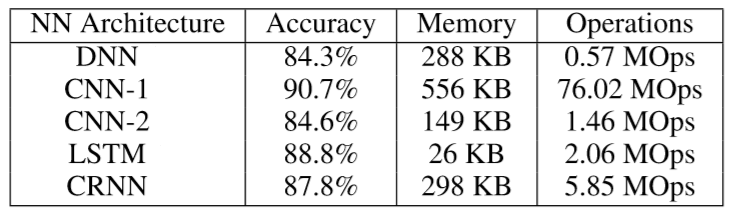 NN Architecture Accuracy Memory Operations
DNN 84.3% 288 KB 0.57 MOps
CNN-1 90.7% 556 KB 76.02 MOps
CNN-2 84.6% 149 KB 1.46 MOps
LSTM 88.8% 26 KB 2.06 MOps
CRNN 87.8% 298 KB 5.85 MOps